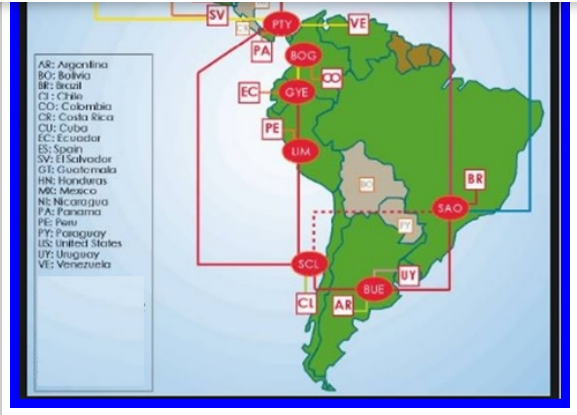 SV
PTY
VE
CR
PA
BOG
CO
EC
GYE
PE
LIM
BO
BR
SAO
PY
SCL
UY
BUE
CL
AR
AR: Argentina
BO: Bolivia
BR: Brazil
CL: Chile
CO: Colombia
CR: Costa Rica
CU: Cuba
EC: Ecuador
ES: Spain
SV: El Salvador
GT: Guatemala
HN: Honduras
MX: Mexico
NI: Nicaragua
PA: Panama
PE: Peru
PY: Paraguay
US: United States
UY: Uruguay
VE: Venezuela